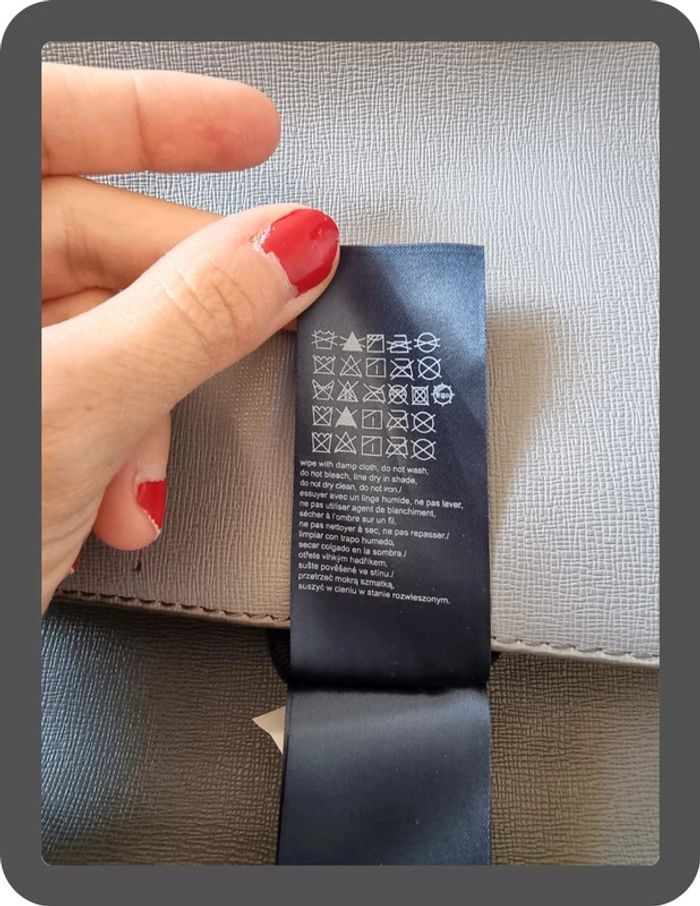 wipe with damp cloth, do not wash,
do not bleach, line dry in shade,
do not dry clean, do not iron./
essuyer avec un linge humide, ne pas laver,
ne pas utiliser agent de blanchiment,
sécher à l'ombre sur un fil,
ne pas nettoyer à sec, ne pas repasser./
limpiar con trapo humedo,
secar colgado en la sombra./
otřete vlhkým hadříkem,
sušte pověšené ve stínu./
przetrzeć mokrą szmatką,
suszyć w cieniu w stanie rozwieszonym.